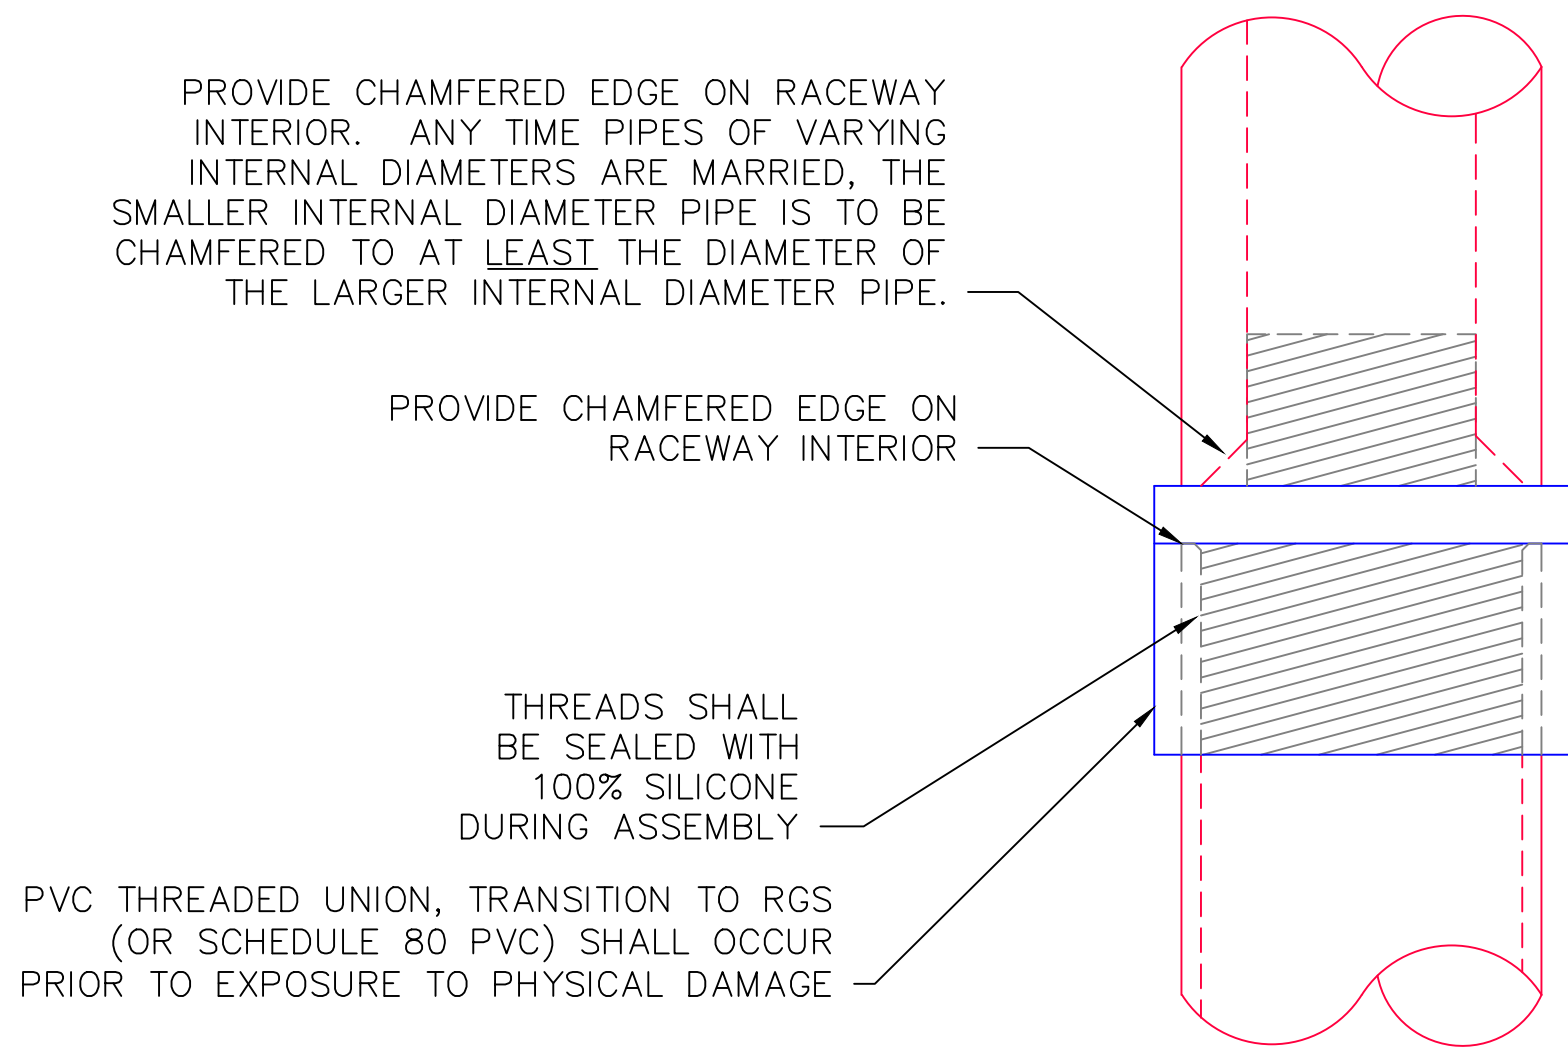 PROVIDE CHAMFERED EDGE ON RACEWAY
INTERIOR. ANY TIME PIPES OF VARYING
INTERNAL DIAMETERS ARE MARRIED, THE
SMALLER INTERNAL DIAMETER PIPE IS TO BE
CHAMFERED TO AT LEAST THE DIAMETER OF
THE LARGER INTERNAL DIAMETER PIPE.
PROVIDE CHAMFERED EDGE ON
RACEWAY INTERIOR
THREADS SHALL
BE SEALED WITH
100% SILICONE
DURING ASSEMBLY
PVC THREADED UNION, TRANSITION TO RGS
(OR SCHEDULE 80 PVC) SHALL OCCUR
PRIOR TO EXPOSURE TO PHYSICAL DAMAGE